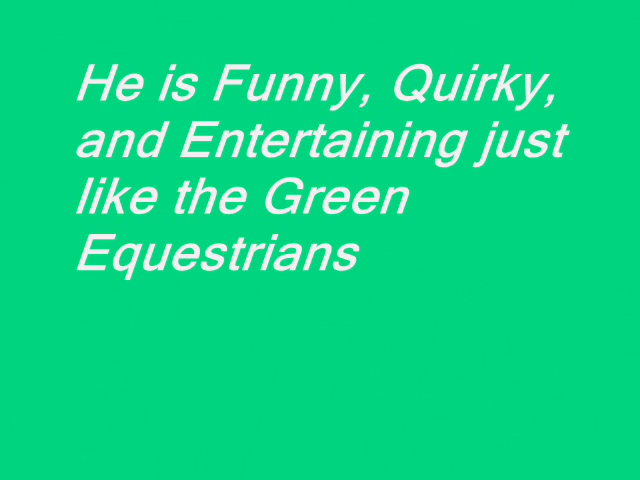 He is Funny, Quirky,
and Entertaining just
like the Green
Equestrians